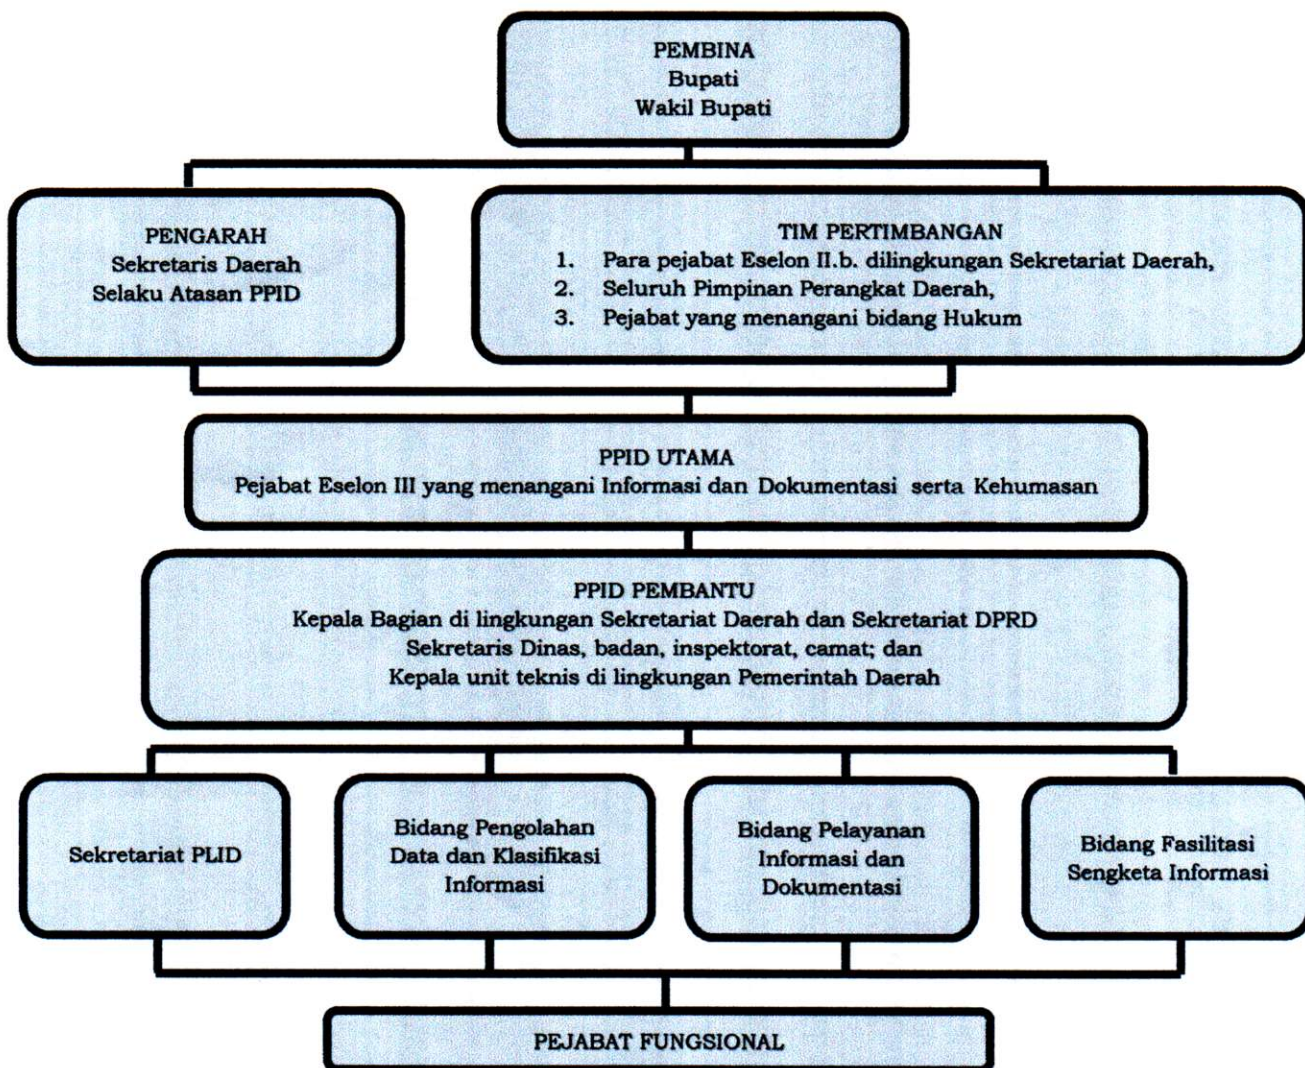 PEMBINA
Bupati
Wakil Bupati
PENGARAH
Sekretaris Daerah
Selaku Atasan PPID
TIM PERTIMBANGAN
1. Para pejabat Eselon II.b. dilingkungan Sekretariat Daerah,
2. Seluruh Pimpinan Perangkat Daerah,
3. Pejabat yang menangani bidang Hukum
PPID UTAMA
Pejabat Eselon III yang menangani Informasi dan Dokumentasi serta Kehumasan
PPID PEMBANTU
Kepala Bagian di lingkungan Sekretariat Daerah dan Sekretariat DPRD
Sekretaris Dinas, badan, inspektorat, camat; dan
Kepala unit teknis di lingkungan Pemerintah Daerah
Sekretariat PLID
Bidang Pengolahan
Data dan Klasifikasi
Informasi
Bidang Pelayanan
Informasi dan
Dokumentasi
Bidang Fasilitasi
Sengketa Informasi
PEJABAT FUNGSIONAL